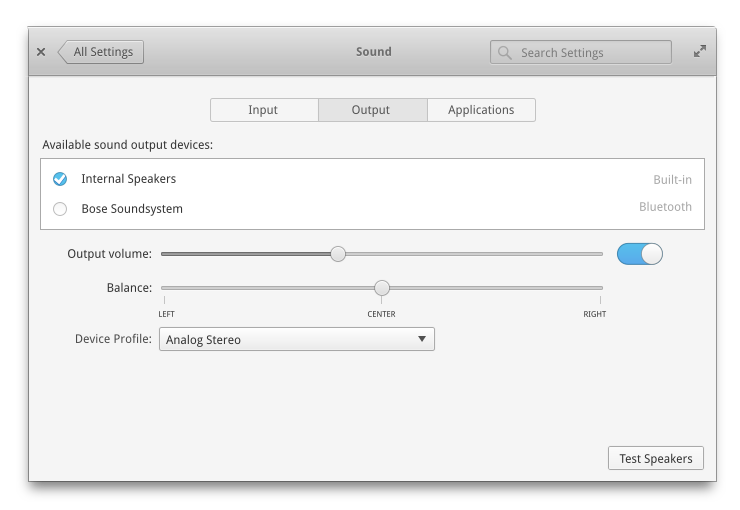 All Settings
Sound
Search Settings
Input
Output
Applications
Available sound output devices:
Internal Speakers
Built-in
Bose Soundsystem
Bluetooth
Output volume:
Balance:
LEFT
CENTER
RIGHT
Device Profile:
Analog Stereo
Test Speakers